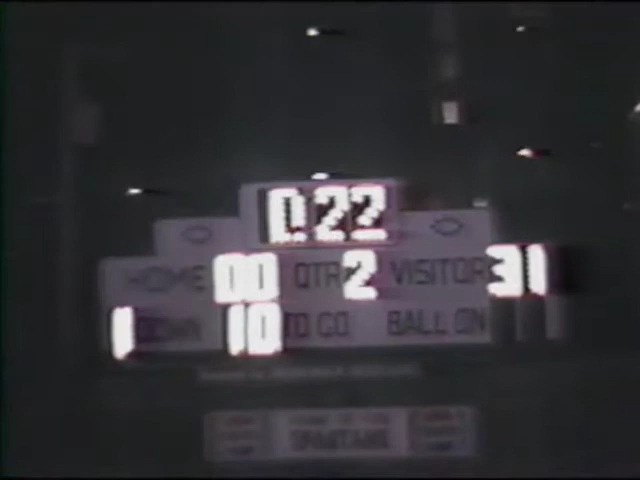 0:22
HOME 00 QTR 2 VISITOR 31
1 DOWN 10 TO GO BALL ON
SPARTANS